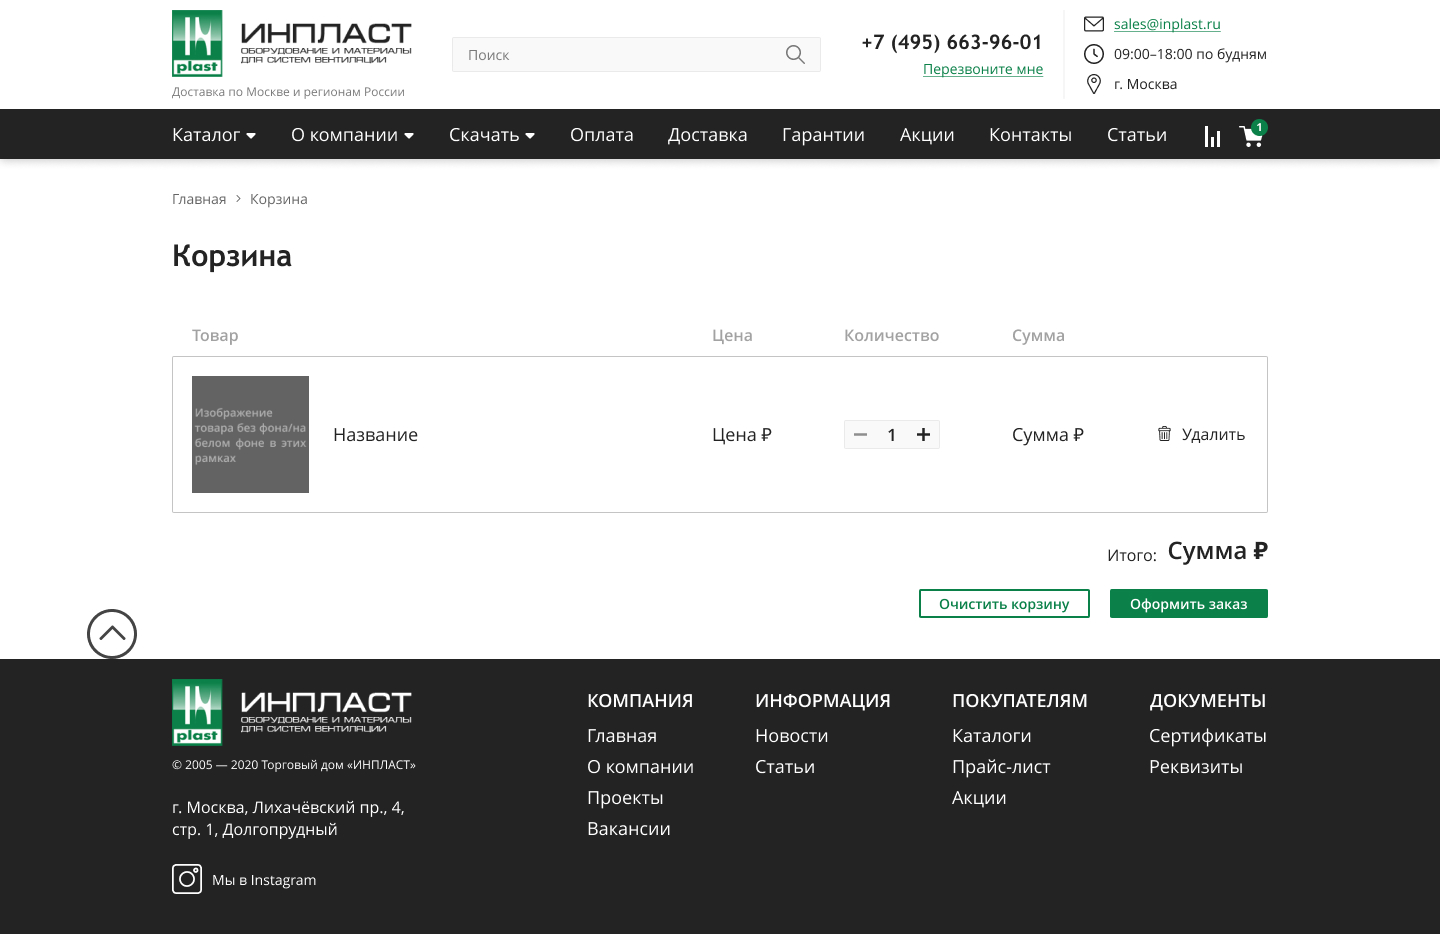 ИНПЛАСТ
ОБОРУДОВАНИЕ И МАТЕРИАЛЫ
ДЛЯ СИСТЕМ ВЕНТИЛЯЦИИ
plast
Доставка по Москве и регионам России
Поиск
+7 (495) 663-96-01
Перезвоните мне
sales@inplast.ru
09:00–18:00 по будням
г. Москва
Каталог О компании Скачать Оплата Доставка Гарантии Акции Контакты Статьи 1
Главная > Корзина
Корзина
Товар Цена Количество Сумма
Изображение
товара без фона/на
белом фоне в этих
рамках
Название Цена ₽ 1 Сумма ₽ Удалить
Итого: Сумма ₽
Очистить корзину Оформить заказ
ИНПЛАСТ
ОБОРУДОВАНИЕ И МАТЕРИАЛЫ
ДЛЯ СИСТЕМ ВЕНТИЛЯЦИИ
plast
© 2005 — 2020 Торговый дом «ИНПЛАСТ»
г. Москва, Лихачёвский пр., 4,
стр. 1, Долгопрудный
Мы в Instagram
КОМПАНИЯ
Главная
О компании
Проекты
Вакансии
ИНФОРМАЦИЯ
Новости
Статьи
ПОКУПАТЕЛЯМ
Каталоги
Прайс-лист
Акции
ДОКУМЕНТЫ
Сертификаты
Реквизиты